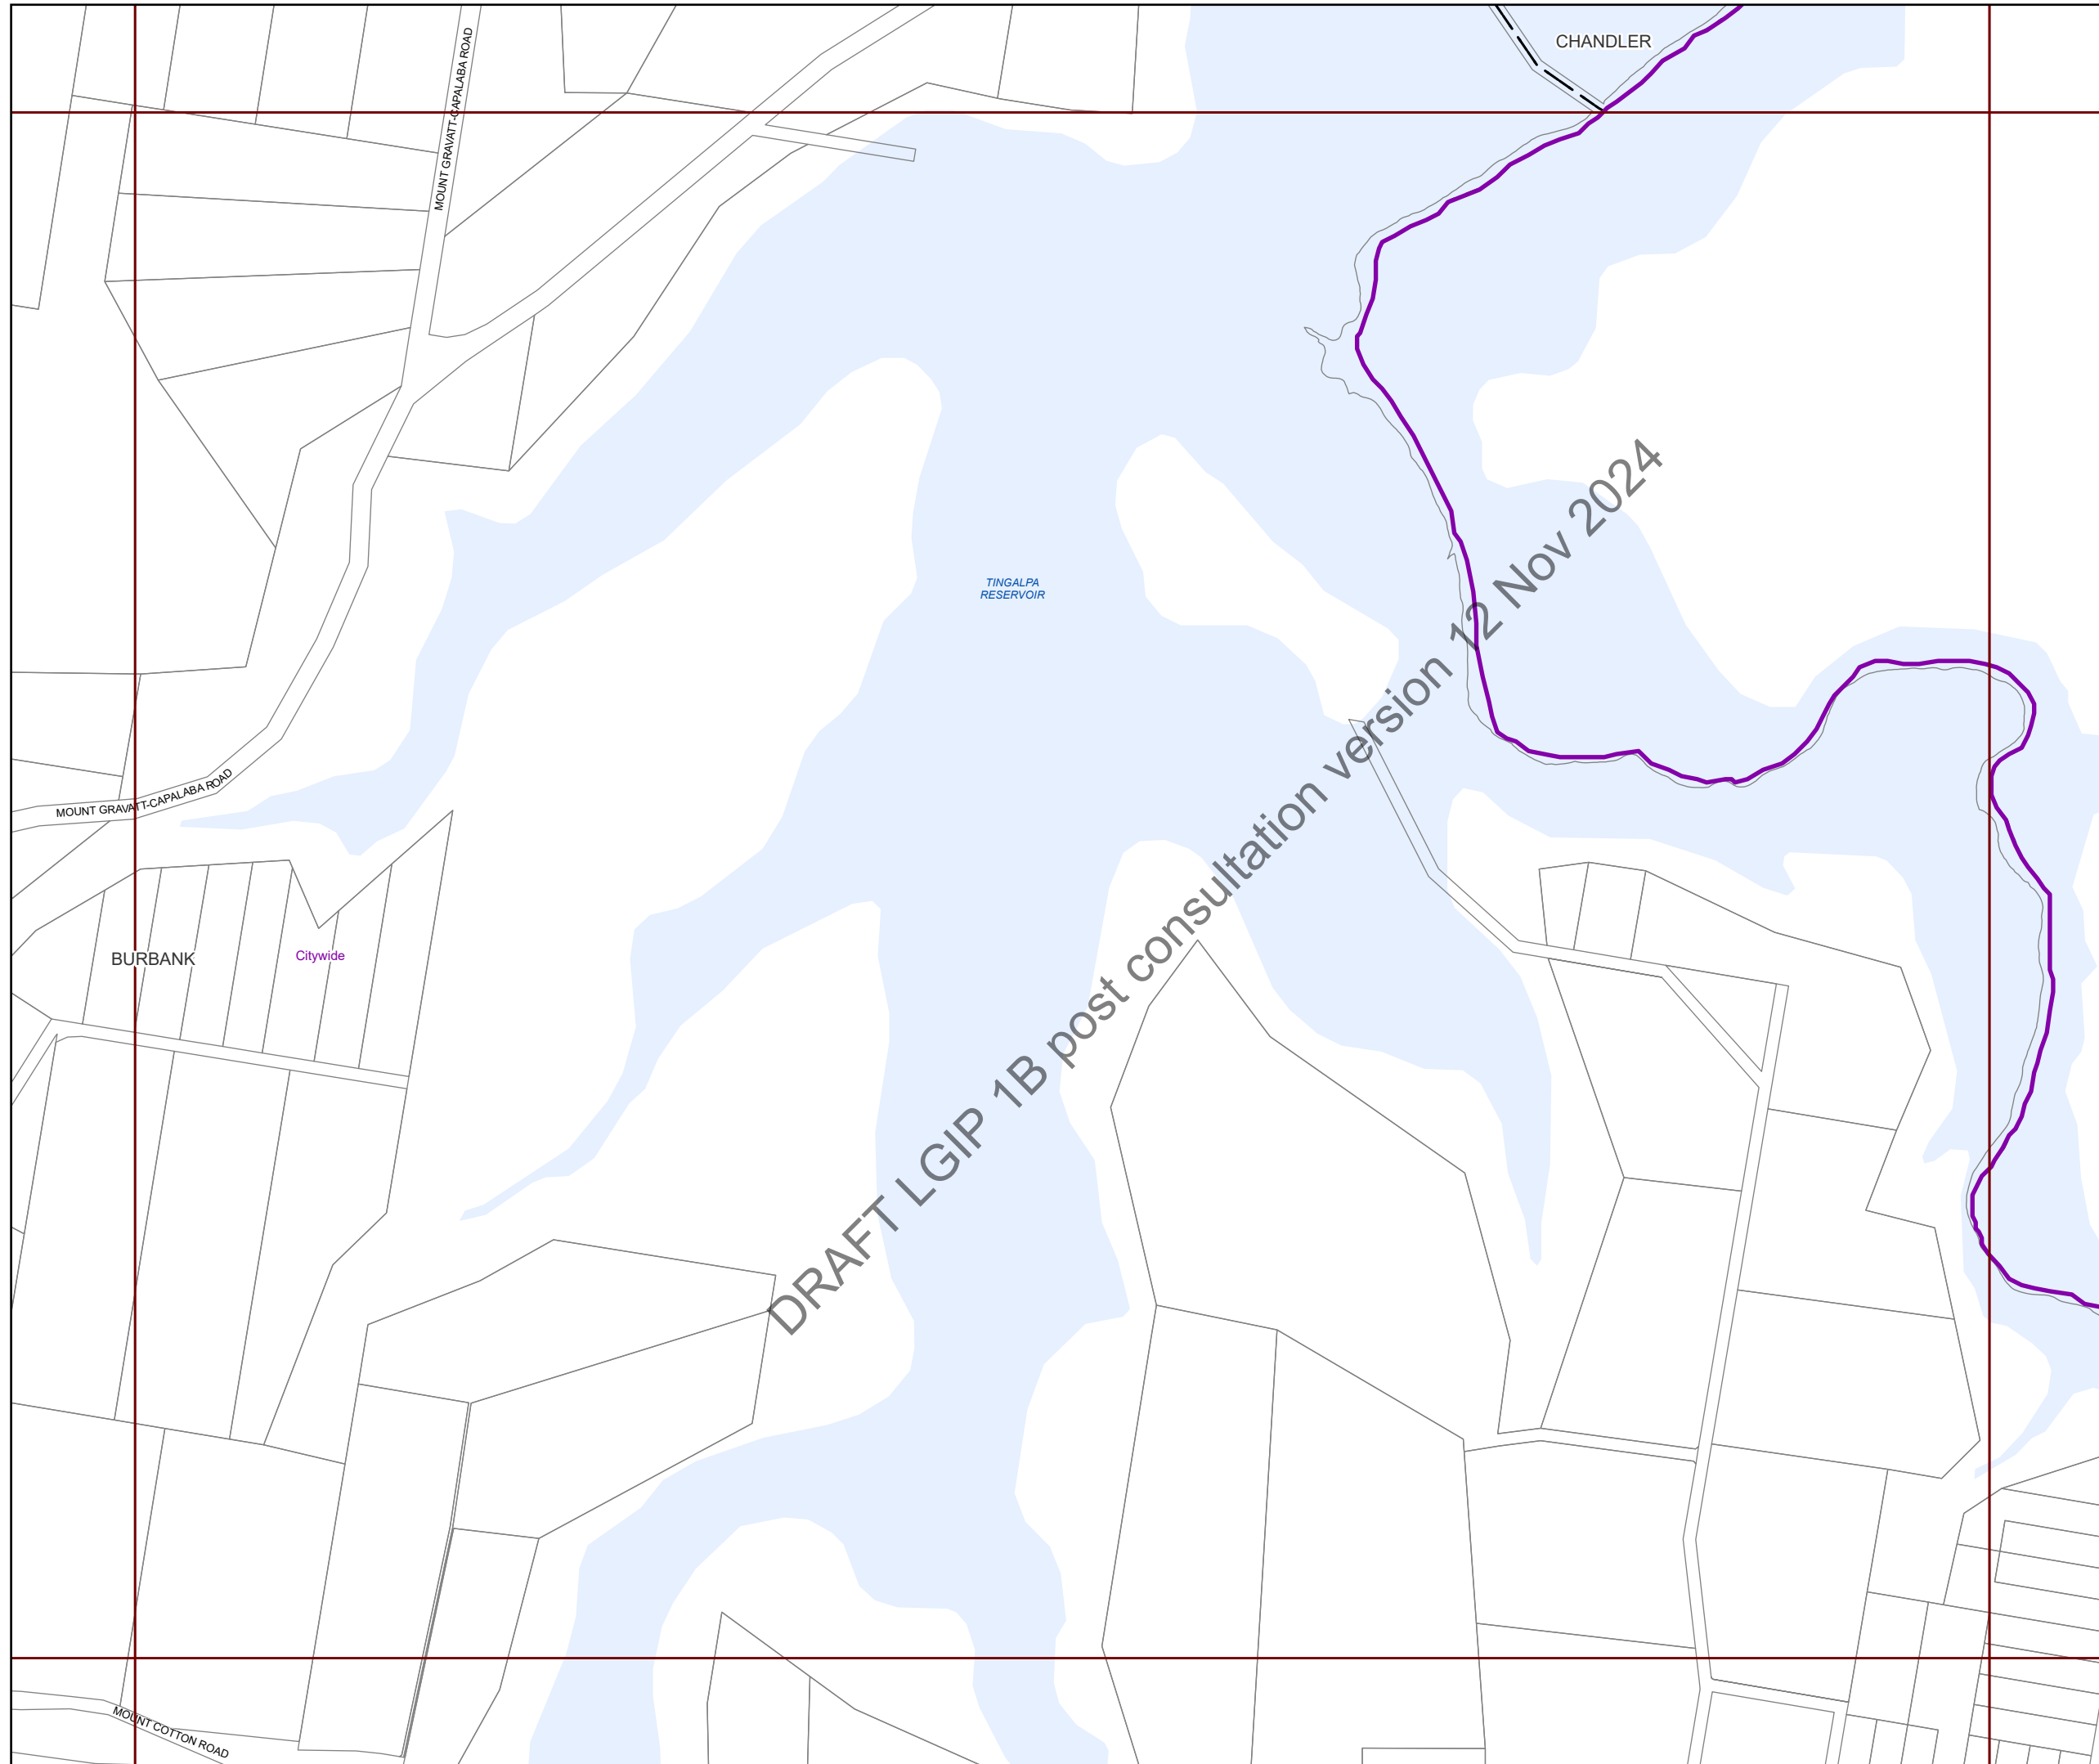 CHANDLER
MOUNT GRAVATT-CAPALABA ROAD
TINGALPA
RESERVOIR
DRAFT LGIP 1B post consultation version 12 Nov 2024
MOUNT GRAVATT-CAPALABA ROAD
BURBANK
Citywide
MOUNT COTTON ROAD